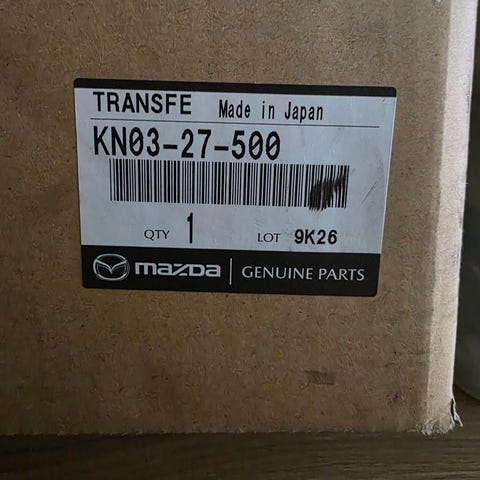 TRANSFE Made in Japan
KN03-27-500
QTY 1 LOT 9K26
mazda GENUINE PARTS